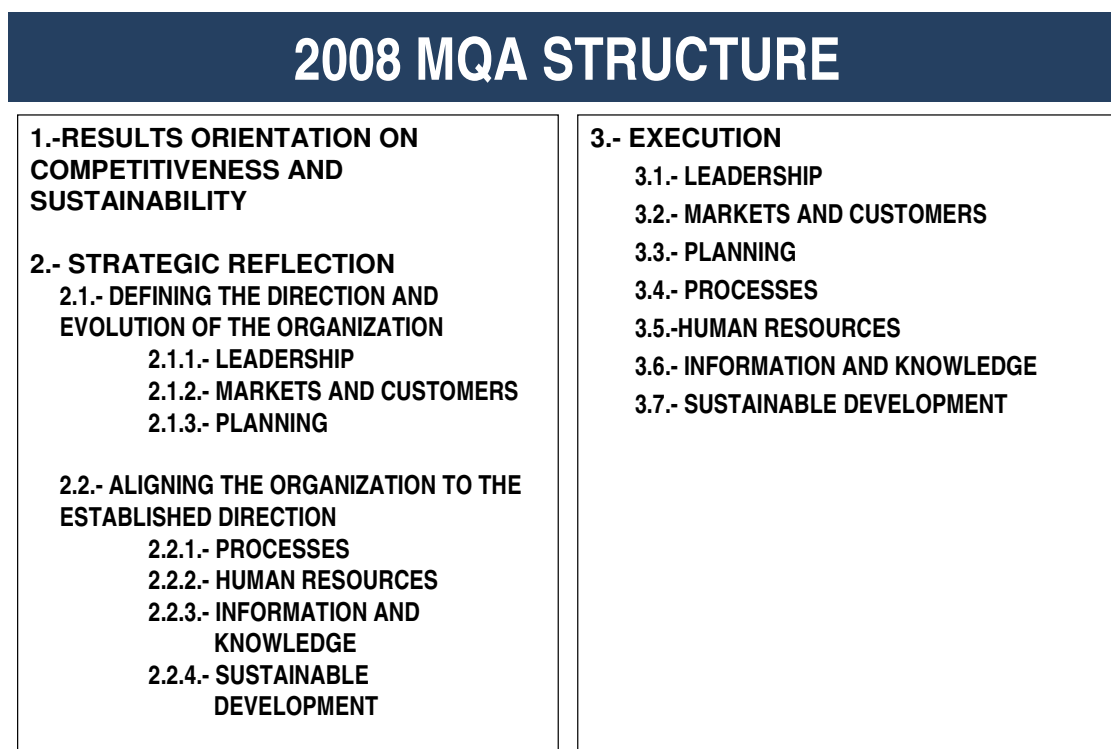 2008 MQA STRUCTURE
1.-RESULTS ORIENTATION ON
COMPETITIVENESS AND
SUSTAINABILITY
2.- STRATEGIC REFLECTION
2.1.- DEFINING THE DIRECTION AND
EVOLUTION OF THE ORGANIZATION
2.1.1.- LEADERSHIP
2.1.2.- MARKETS AND CUSTOMERS
2.1.3.- PLANNING
2.2.- ALIGNING THE ORGANIZATION TO THE
ESTABLISHED DIRECTION
2.2.1.- PROCESSES
2.2.2.- HUMAN RESOURCES
2.2.3.- INFORMATION AND
KNOWLEDGE
2.2.4.- SUSTAINABLE
DEVELOPMENT
3.- EXECUTION
3.1.- LEADERSHIP
3.2.- MARKETS AND CUSTOMERS
3.3.- PLANNING
3.4.- PROCESSES
3.5.-HUMAN RESOURCES
3.6.- INFORMATION AND KNOWLEDGE
3.7.- SUSTAINABLE DEVELOPMENT